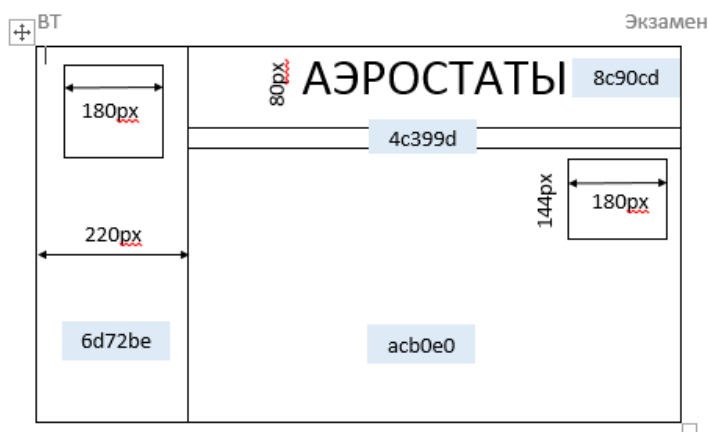 ВТ
Экзамен
180px
80px
АЭРОСТАТЫ
8c90cd
4c399d
144px
180px
220px
6d72be
acb0e0